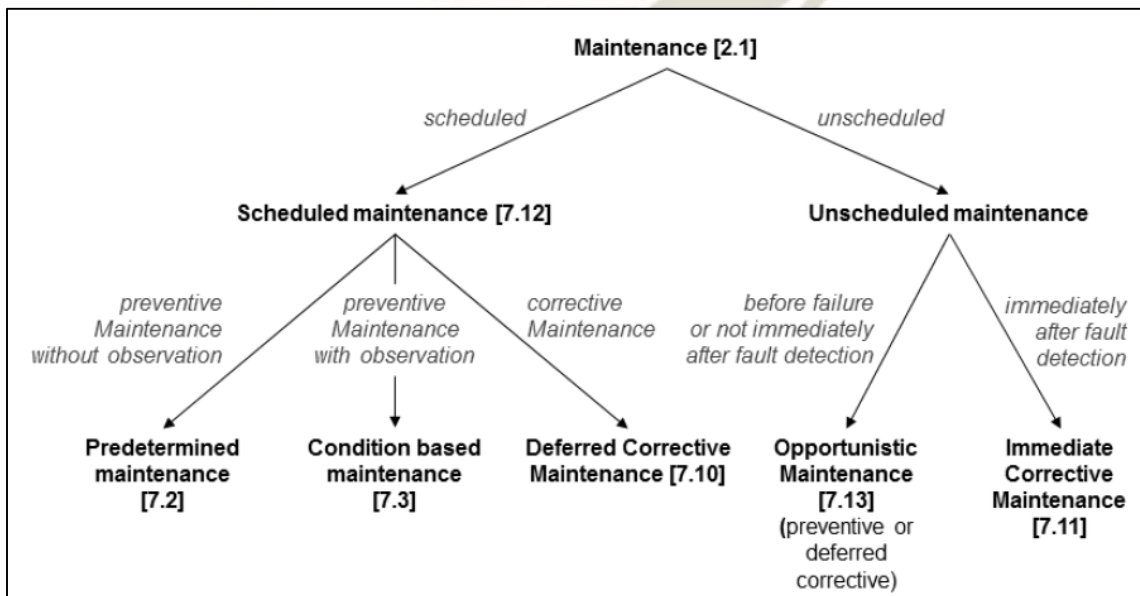 Maintenance [2.1]
scheduled
unscheduled
Scheduled maintenance [7.12]
Unscheduled maintenance
preventive
Maintenance
without observation
preventive
Maintenance
with observation
corrective
Maintenance
before failure
or not immediately
after fault detection
immediately
after fault
detection
Predetermined
maintenance
[7.2]
Condition based
maintenance
[7.3]
Deferred Corrective
Maintenance [7.10]
Opportunistic
Maintenance
[7.13]
(preventive or
deferred
corrective)
Immediate
Corrective
Maintenance
[7.11]